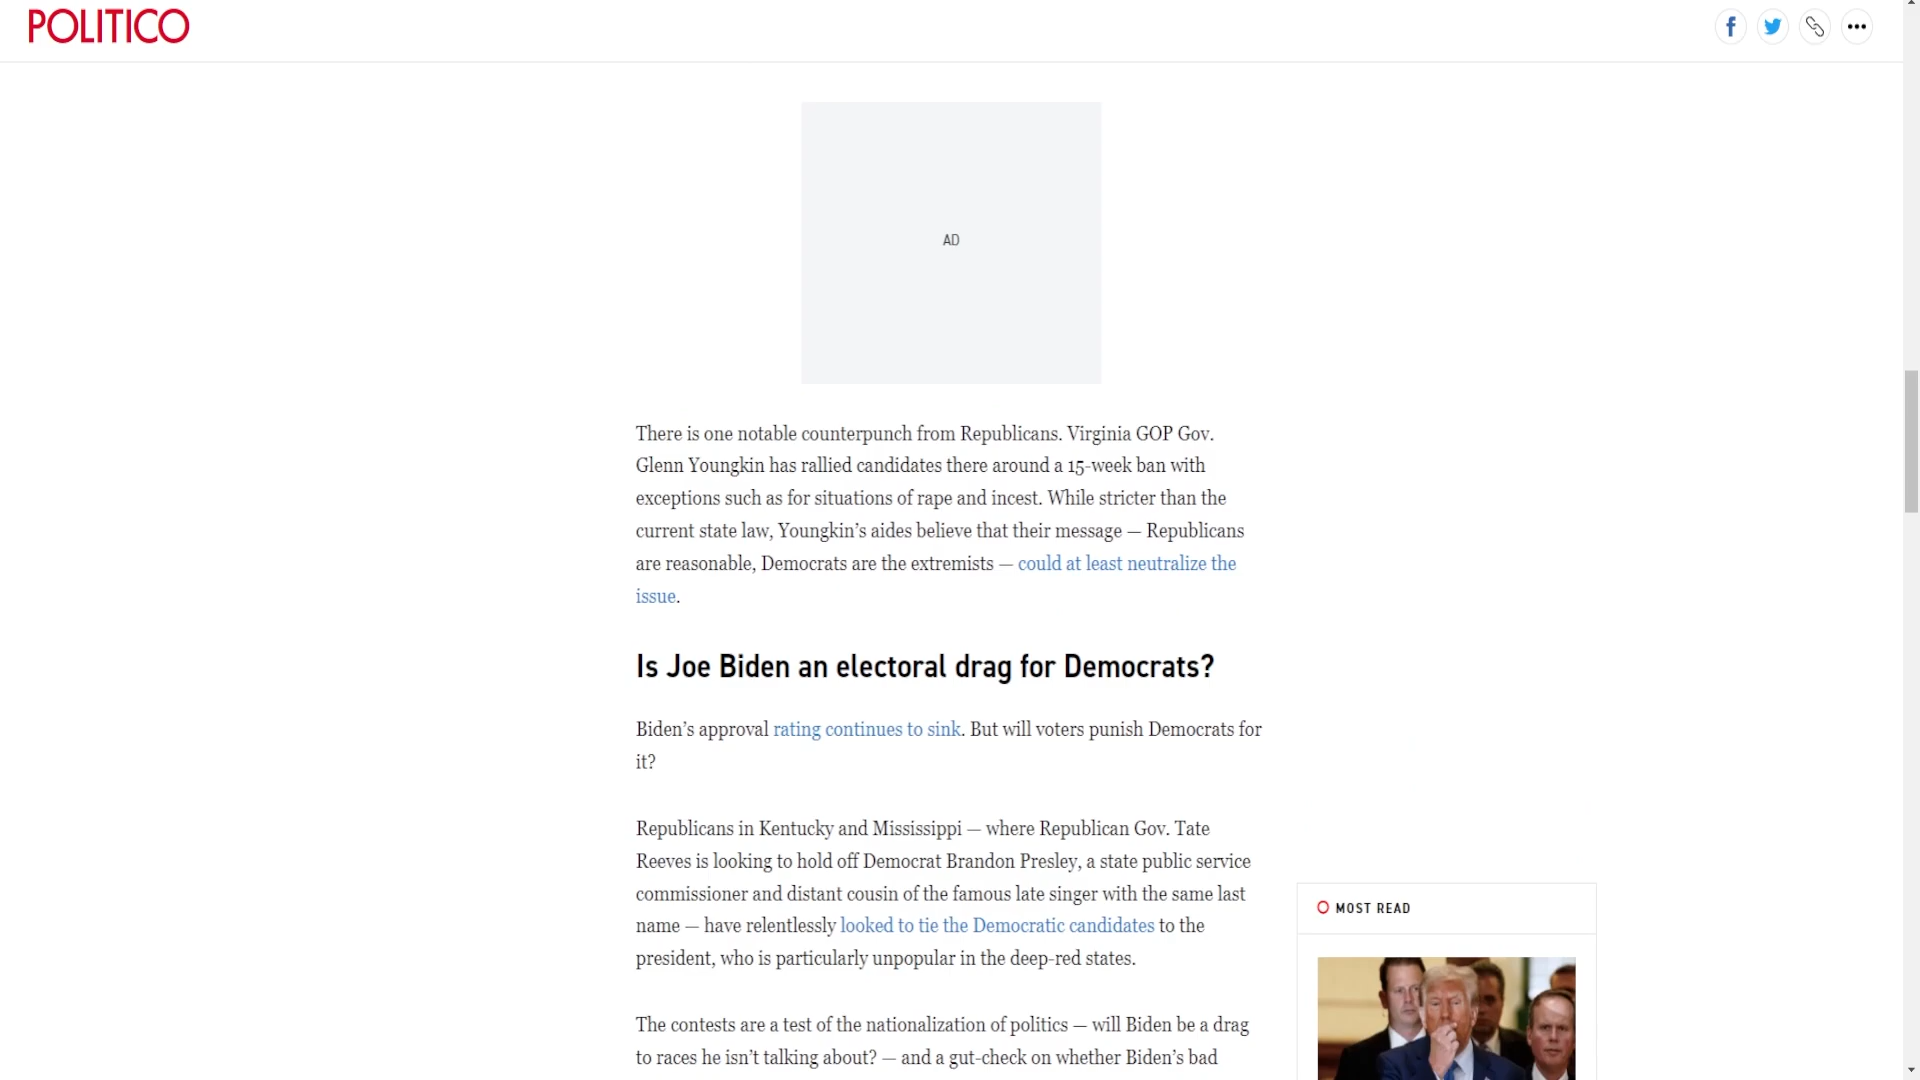 POLITICO
AD
There is one notable counterpunch from Republicans. Virginia GOP Gov.
Glenn Youngkin has rallied candidates there around a 15-week ban with
exceptions such as for situations of rape and incest. While stricter than the
current state law, Youngkin’s aides believe that their message — Republicans
are reasonable, Democrats are the extremists — could at least neutralize the
issue.
Is Joe Biden an electoral drag for Democrats?
Biden’s approval rating continues to sink. But will voters punish Democrats for
it?
Republicans in Kentucky and Mississippi — where Republican Gov. Tate
Reeves is looking to hold off Democrat Brandon Presley, a state public service
commissioner and distant cousin of the famous late singer with the same last
name — have relentlessly looked to tie the Democratic candidates to the
president, who is particularly unpopular in the deep-red states.
MOST READ
The contests are a test of the nationalization of politics — will Biden be a drag
to races he isn’t talking about? — and a gut-check on whether Biden’s bad